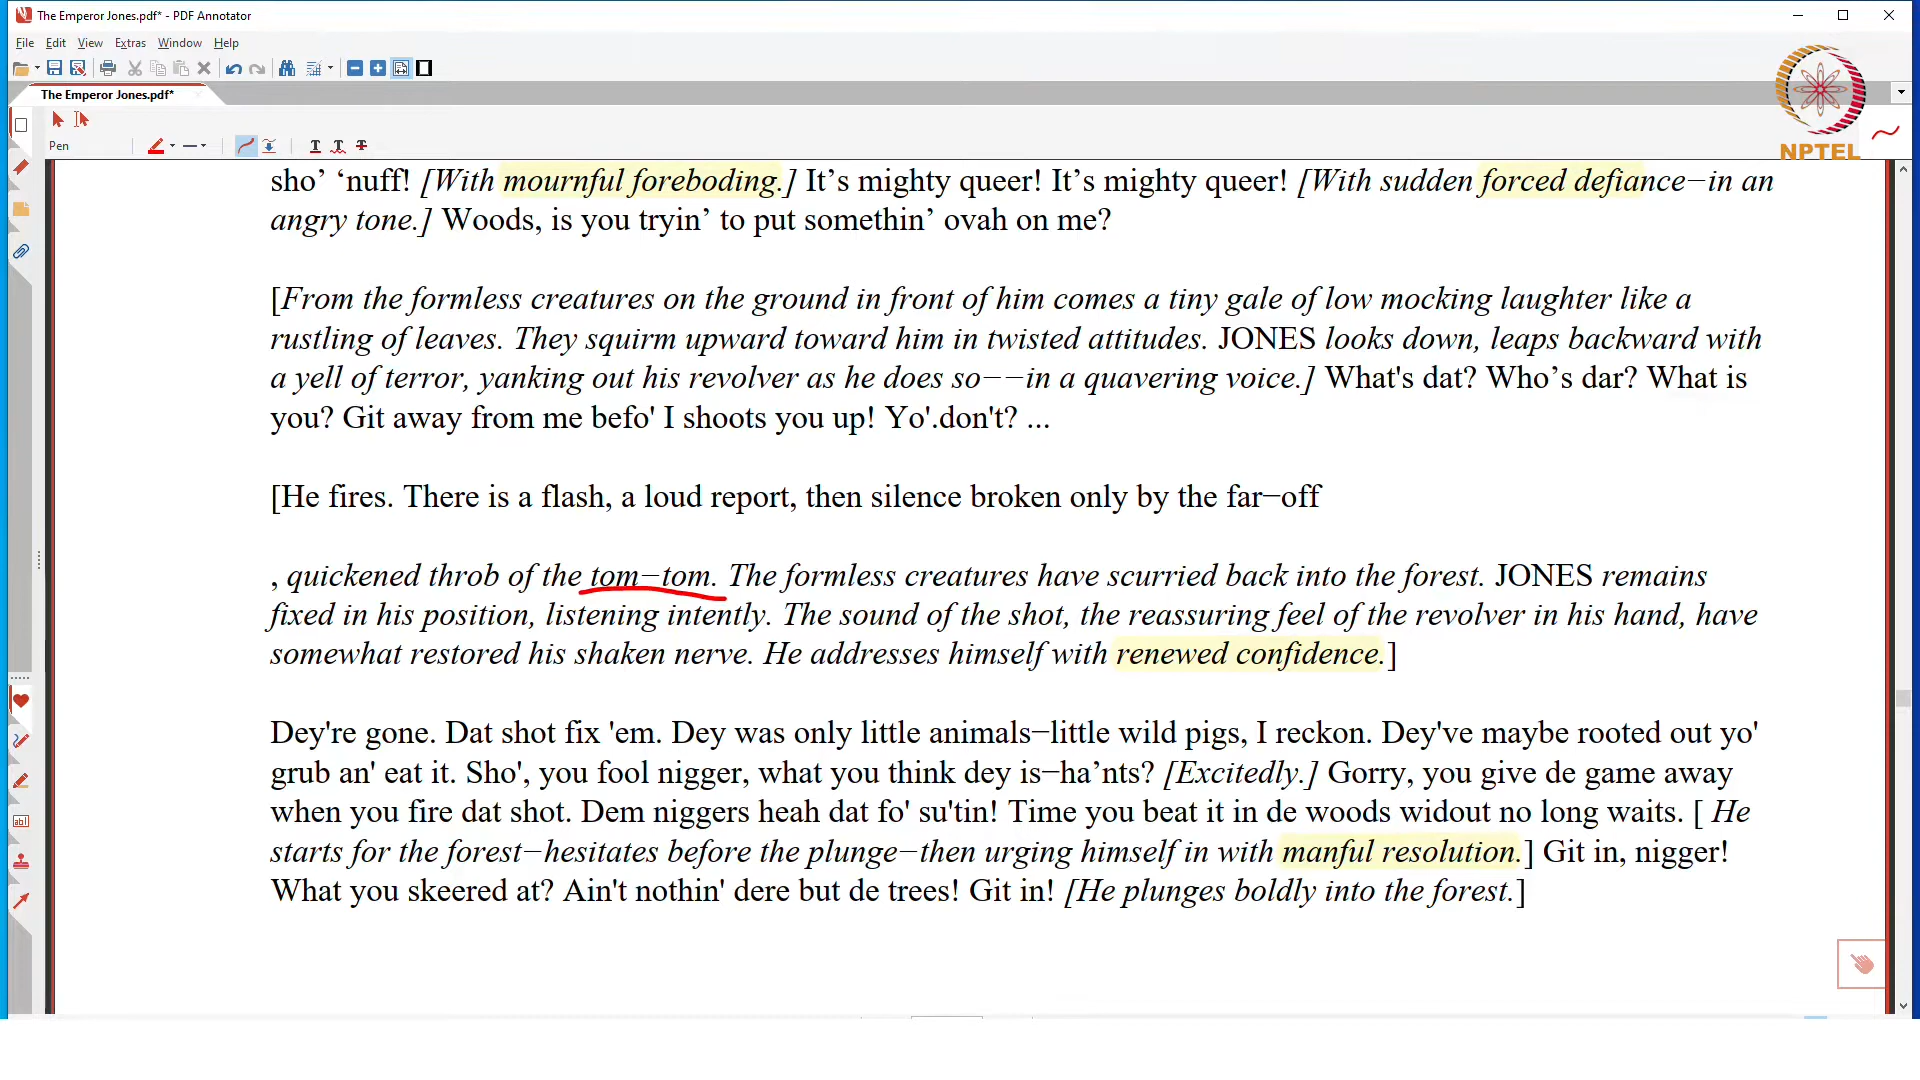 The Emperor Jones.pdf* - PDF Annotator
File Edit View Extras Window Help
The Emperor Jones.pdf*
Pen
NPTEL
sho’ ‘nuff! [With mournful foreboding.] It’s mighty queer! It’s mighty queer! [With sudden forced defiance−in an
angry tone.] Woods, is you tryin’ to put somethin’ ovah on me?
[From the formless creatures on the ground in front of him comes a tiny gale of low mocking laughter like a
rustling of leaves. They squirm upward toward him in twisted attitudes. JONES looks down, leaps backward with
a yell of terror, yanking out his revolver as he does so−−in a quavering voice.] What's dat? Who’s dar? What is
you? Git away from me befo' I shoots you up! Yo'.don't? ...
[He fires. There is a flash, a loud report, then silence broken only by the far−off
, quickened throb of the tom−tom. The formless creatures have scurried back into the forest. JONES remains
fixed in his position, listening intently. The sound of the shot, the reassuring feel of the revolver in his hand, have
somewhat restored his shaken nerve. He addresses himself with renewed confidence.]
Dey're gone. Dat shot fix 'em. Dey was only little animals−little wild pigs, I reckon. Dey've maybe rooted out yo'
grub an' eat it. Sho', you fool nigger, what you think dey is−ha’nts? [Excitedly.] Gorry, you give de game away
when you fire dat shot. Dem niggers heah dat fo' su'tin! Time you beat it in de woods widout no long waits. [ He
starts for the forest−hesitates before the plunge−then urging himself in with manful resolution.] Git in, nigger!
What you skeered at? Ain't nothin' dere but de trees! Git in! [He plunges boldly into the forest.]